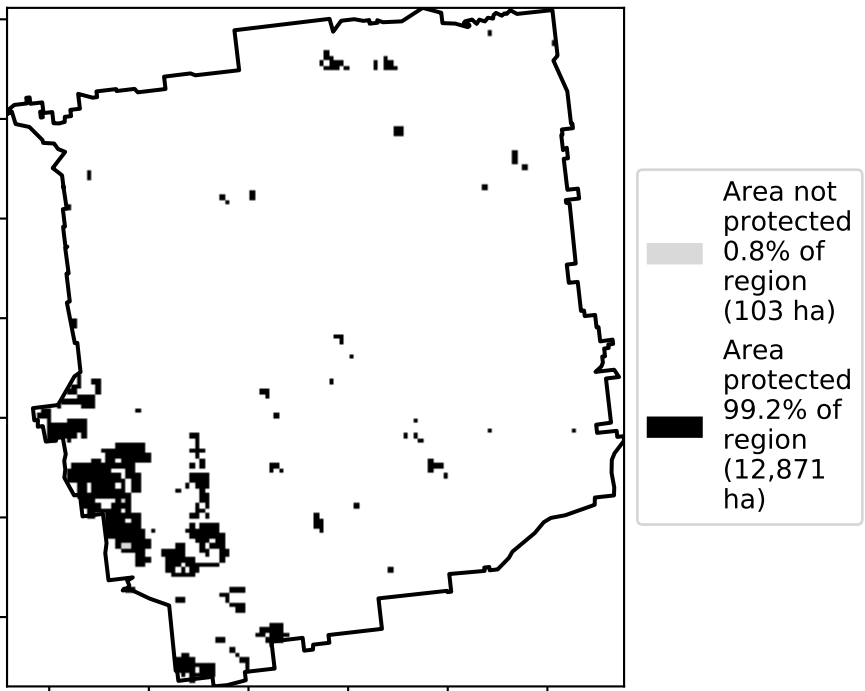 Area not
protected
0.8% of
region
(103 ha)
Area
protected
99.2% of
region
(12,871
ha)